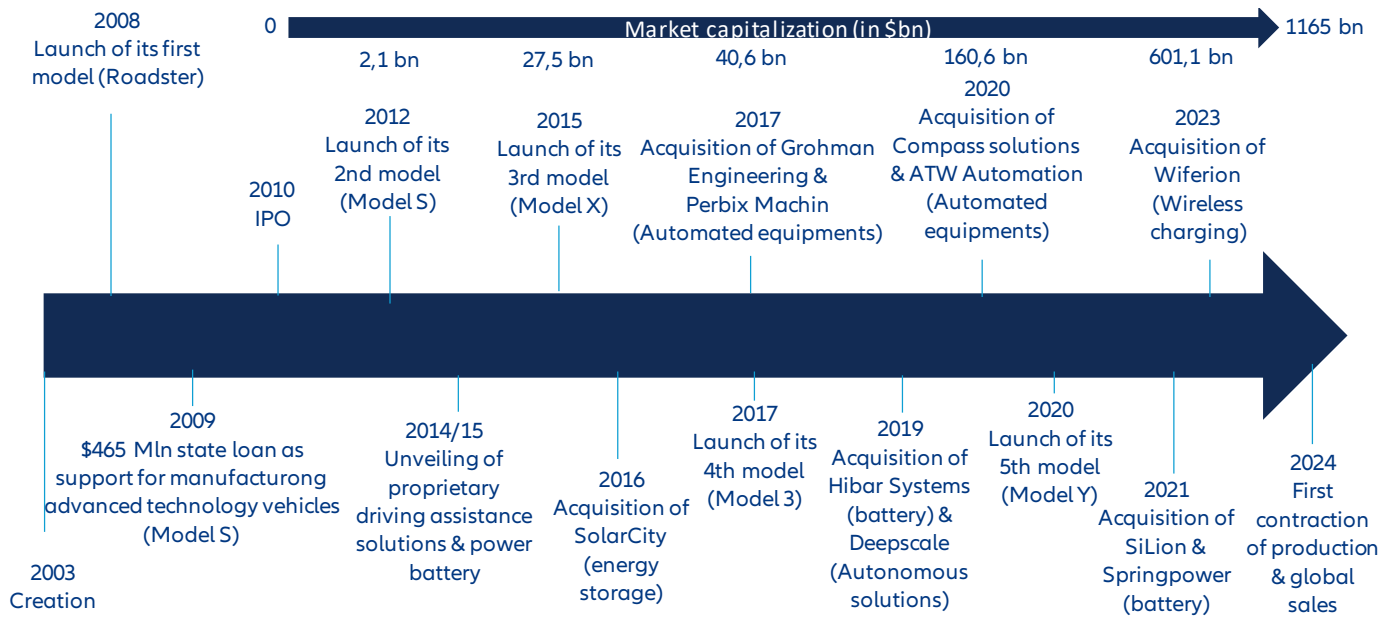 0
Market capitalization (in $bn)
1165 bn
2,1 bn
27,5 bn
40,6 bn
160,6 bn
601,1 bn
2008
Launch of its first
model (Roadster)
2010
IPO
2012
Launch of its
2nd model
(Model S)
2015
Launch of its
3rd model
(Model X)
2017
Acquisition of Grohman
Engineering &
Perbix Machin
(Automated equipments)
2020
Acquisition of
Compass solutions
& ATW Automation
(Automated
equipments)
2023
Acquisition of
Wiferion
(Wireless
charging)
2003
Creation
2009
$465 Mln state loan as
support for manufacturong
advanced technology vehicles
(Model S)
2014/15
Unveiling of
proprietary
driving assistance
solutions & power
battery
2016
Acquisition of
SolarCity
(energy
storage)
2017
Launch of its
4th model
(Model 3)
2019
Acquisition of
Hibar Systems
(battery) &
Deepscale
(Autonomous
solutions)
2020
Launch of its
5th model
(Model Y)
2021
Acquisition of
SiLion &
Springpower
(battery)
2024
First
contraction
of production
& global
sales